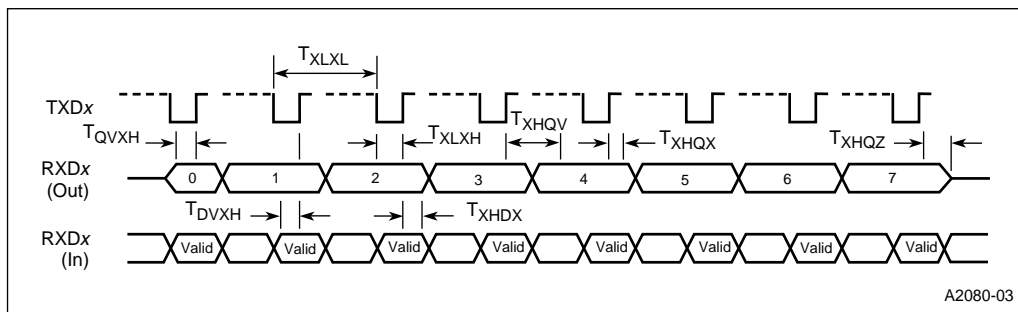 TXLXL
TXDx
TQVXH
TXLXH
TXHQV
TXHQX
TXHQZ
RXDx
(Out)
0 1 2 3 4 5 6 7
TDVXH
TXHDX
RXDx
(In)
Valid Valid Valid Valid Valid Valid Valid Valid
A2080-03